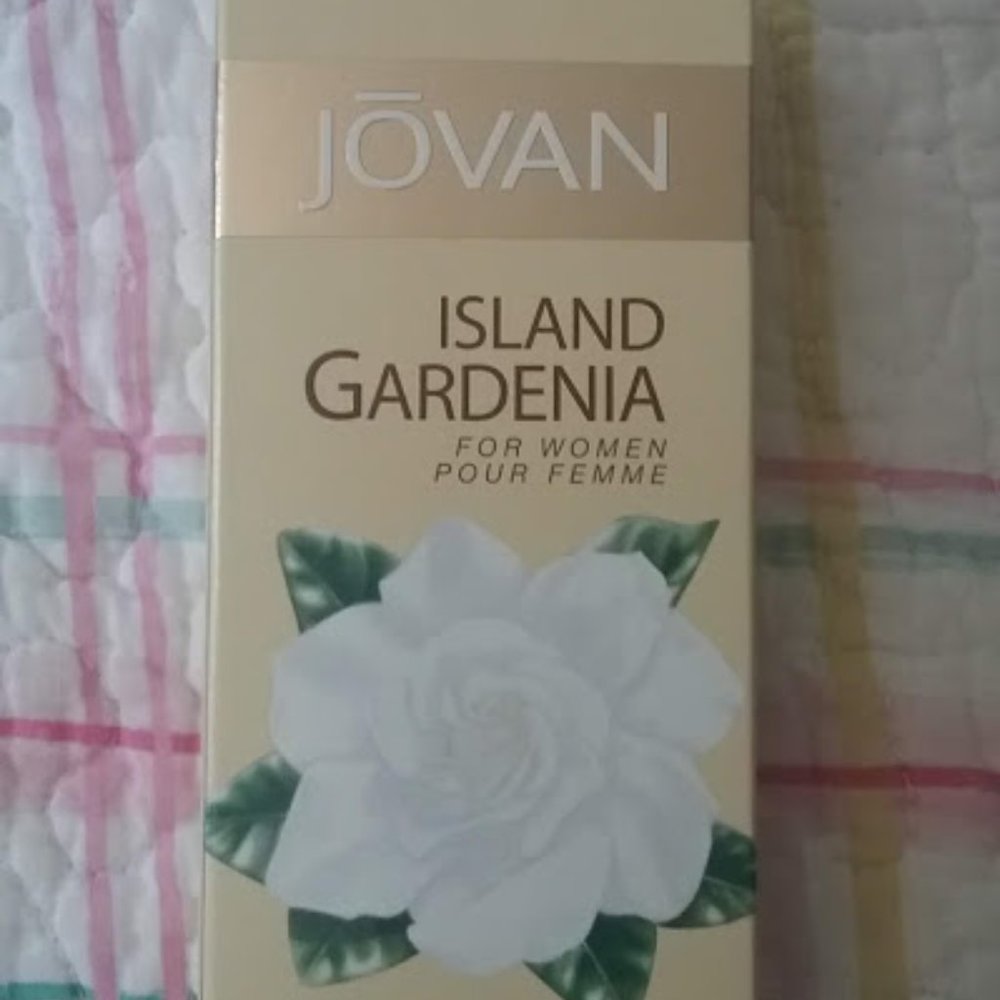 JŌVAN
ISLAND
GARDENIA
FOR WOMEN
POUR FEMME